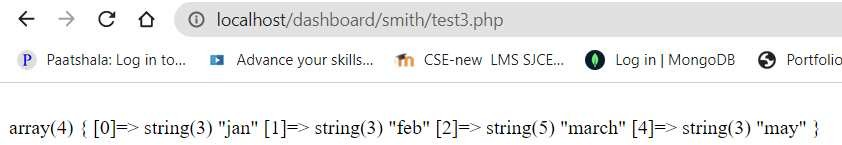 localhost/dashboard/smith/test3.php
P Paatshala: Log in to... Advance your skills... CSE-new LMS SJCE... Log in | MongoDB Portfolio
array(4) { [0]=> string(3) "jan" [1]=> string(3) "feb" [2]=> string(5) "march" [4]=> string(3) "may" }